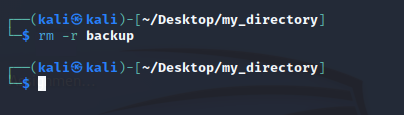 ┌──(kali㉿kali)-[~/Desktop/my_directory]
└─$ rm -r backup
┌──(kali㉿kali)-[~/Desktop/my_directory]
└─$